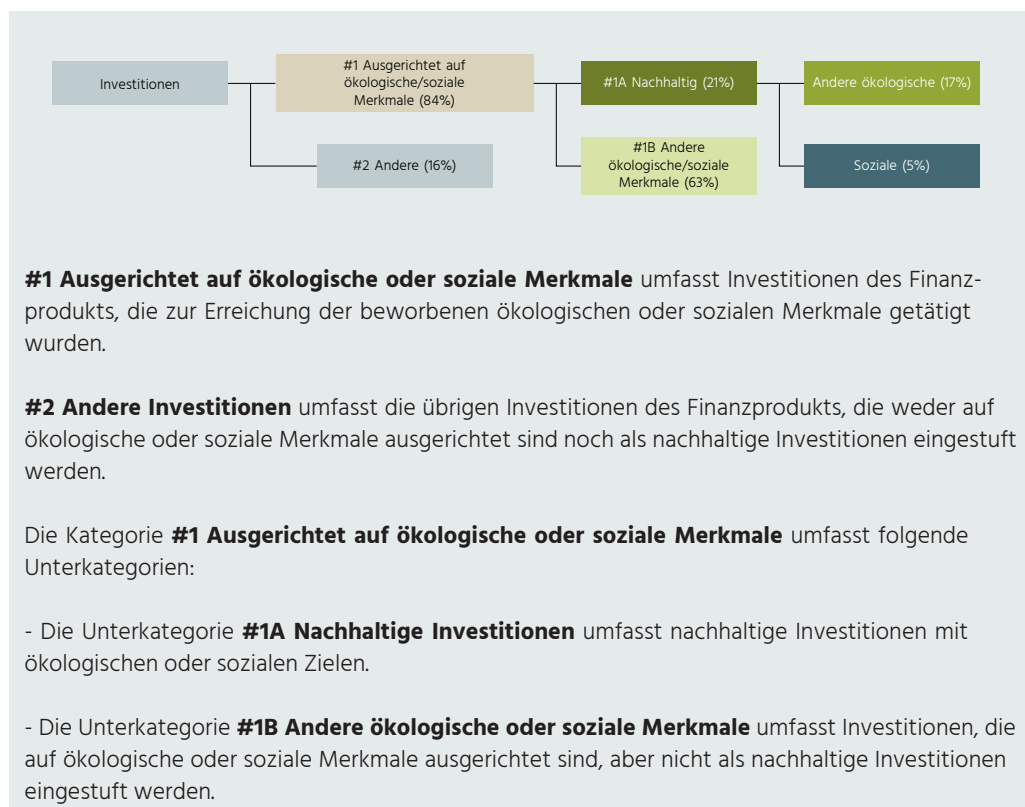 Investitionen
#1 Ausgerichtet auf
ökologische/soziale
Merkmale (84%)
#1A Nachhaltig (21%)
Andere ökologische (17%)
#2 Andere (16%)
#1B Andere
ökologische/soziale
Merkmale (63%)
Soziale (5%)
#1 Ausgerichtet auf ökologische oder soziale Merkmale umfasst Investitionen des Finanz-
produkts, die zur Erreichung der beworbenen ökologischen oder sozialen Merkmale getätigt
wurden.
#2 Andere Investitionen umfasst die übrigen Investitionen des Finanzprodukts, die weder auf
ökologische oder soziale Merkmale ausgerichtet sind noch als nachhaltige Investitionen eingestuft
werden.
Die Kategorie #1 Ausgerichtet auf ökologische oder soziale Merkmale umfasst folgende
Unterkategorien:
- Die Unterkategorie #1A Nachhaltige Investitionen umfasst nachhaltige Investitionen mit
ökologischen oder sozialen Zielen.
- Die Unterkategorie #1B Andere ökologische oder soziale Merkmale umfasst Investitionen, die
auf ökologische oder soziale Merkmale ausgerichtet sind, aber nicht als nachhaltige Investitionen
eingestuft werden.